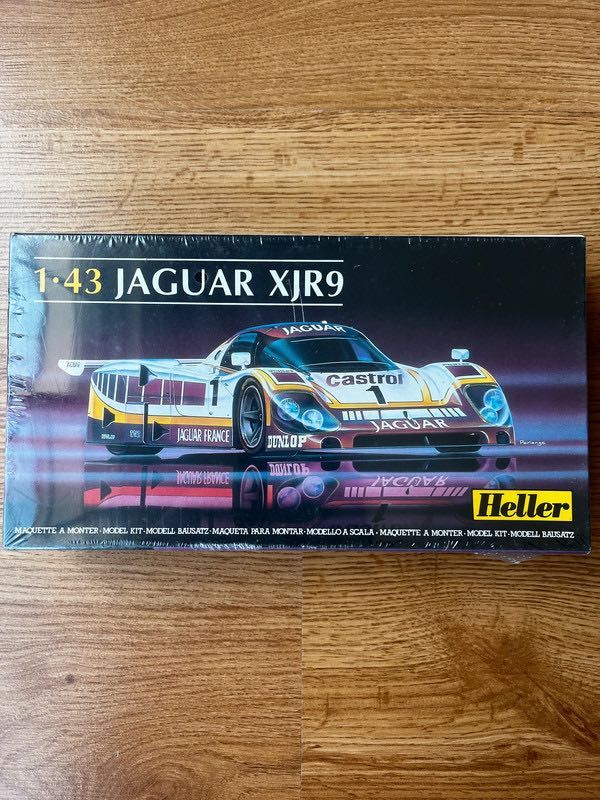 1·43 JAGUAR XJR9
JAGUAR
Castrol
1
1
JAGUAR
JAGUAR FRANCE
DUNLOP
DUNLOP
Heller
MAQUETTE A MONTER · MODEL KIT · MODELL BAUSATZ · MAQUETA PARA MONTAR · MODELLO A SCALA · MAQUETTE A MONTER · MODEL KIT · MODELL BAUSATZ